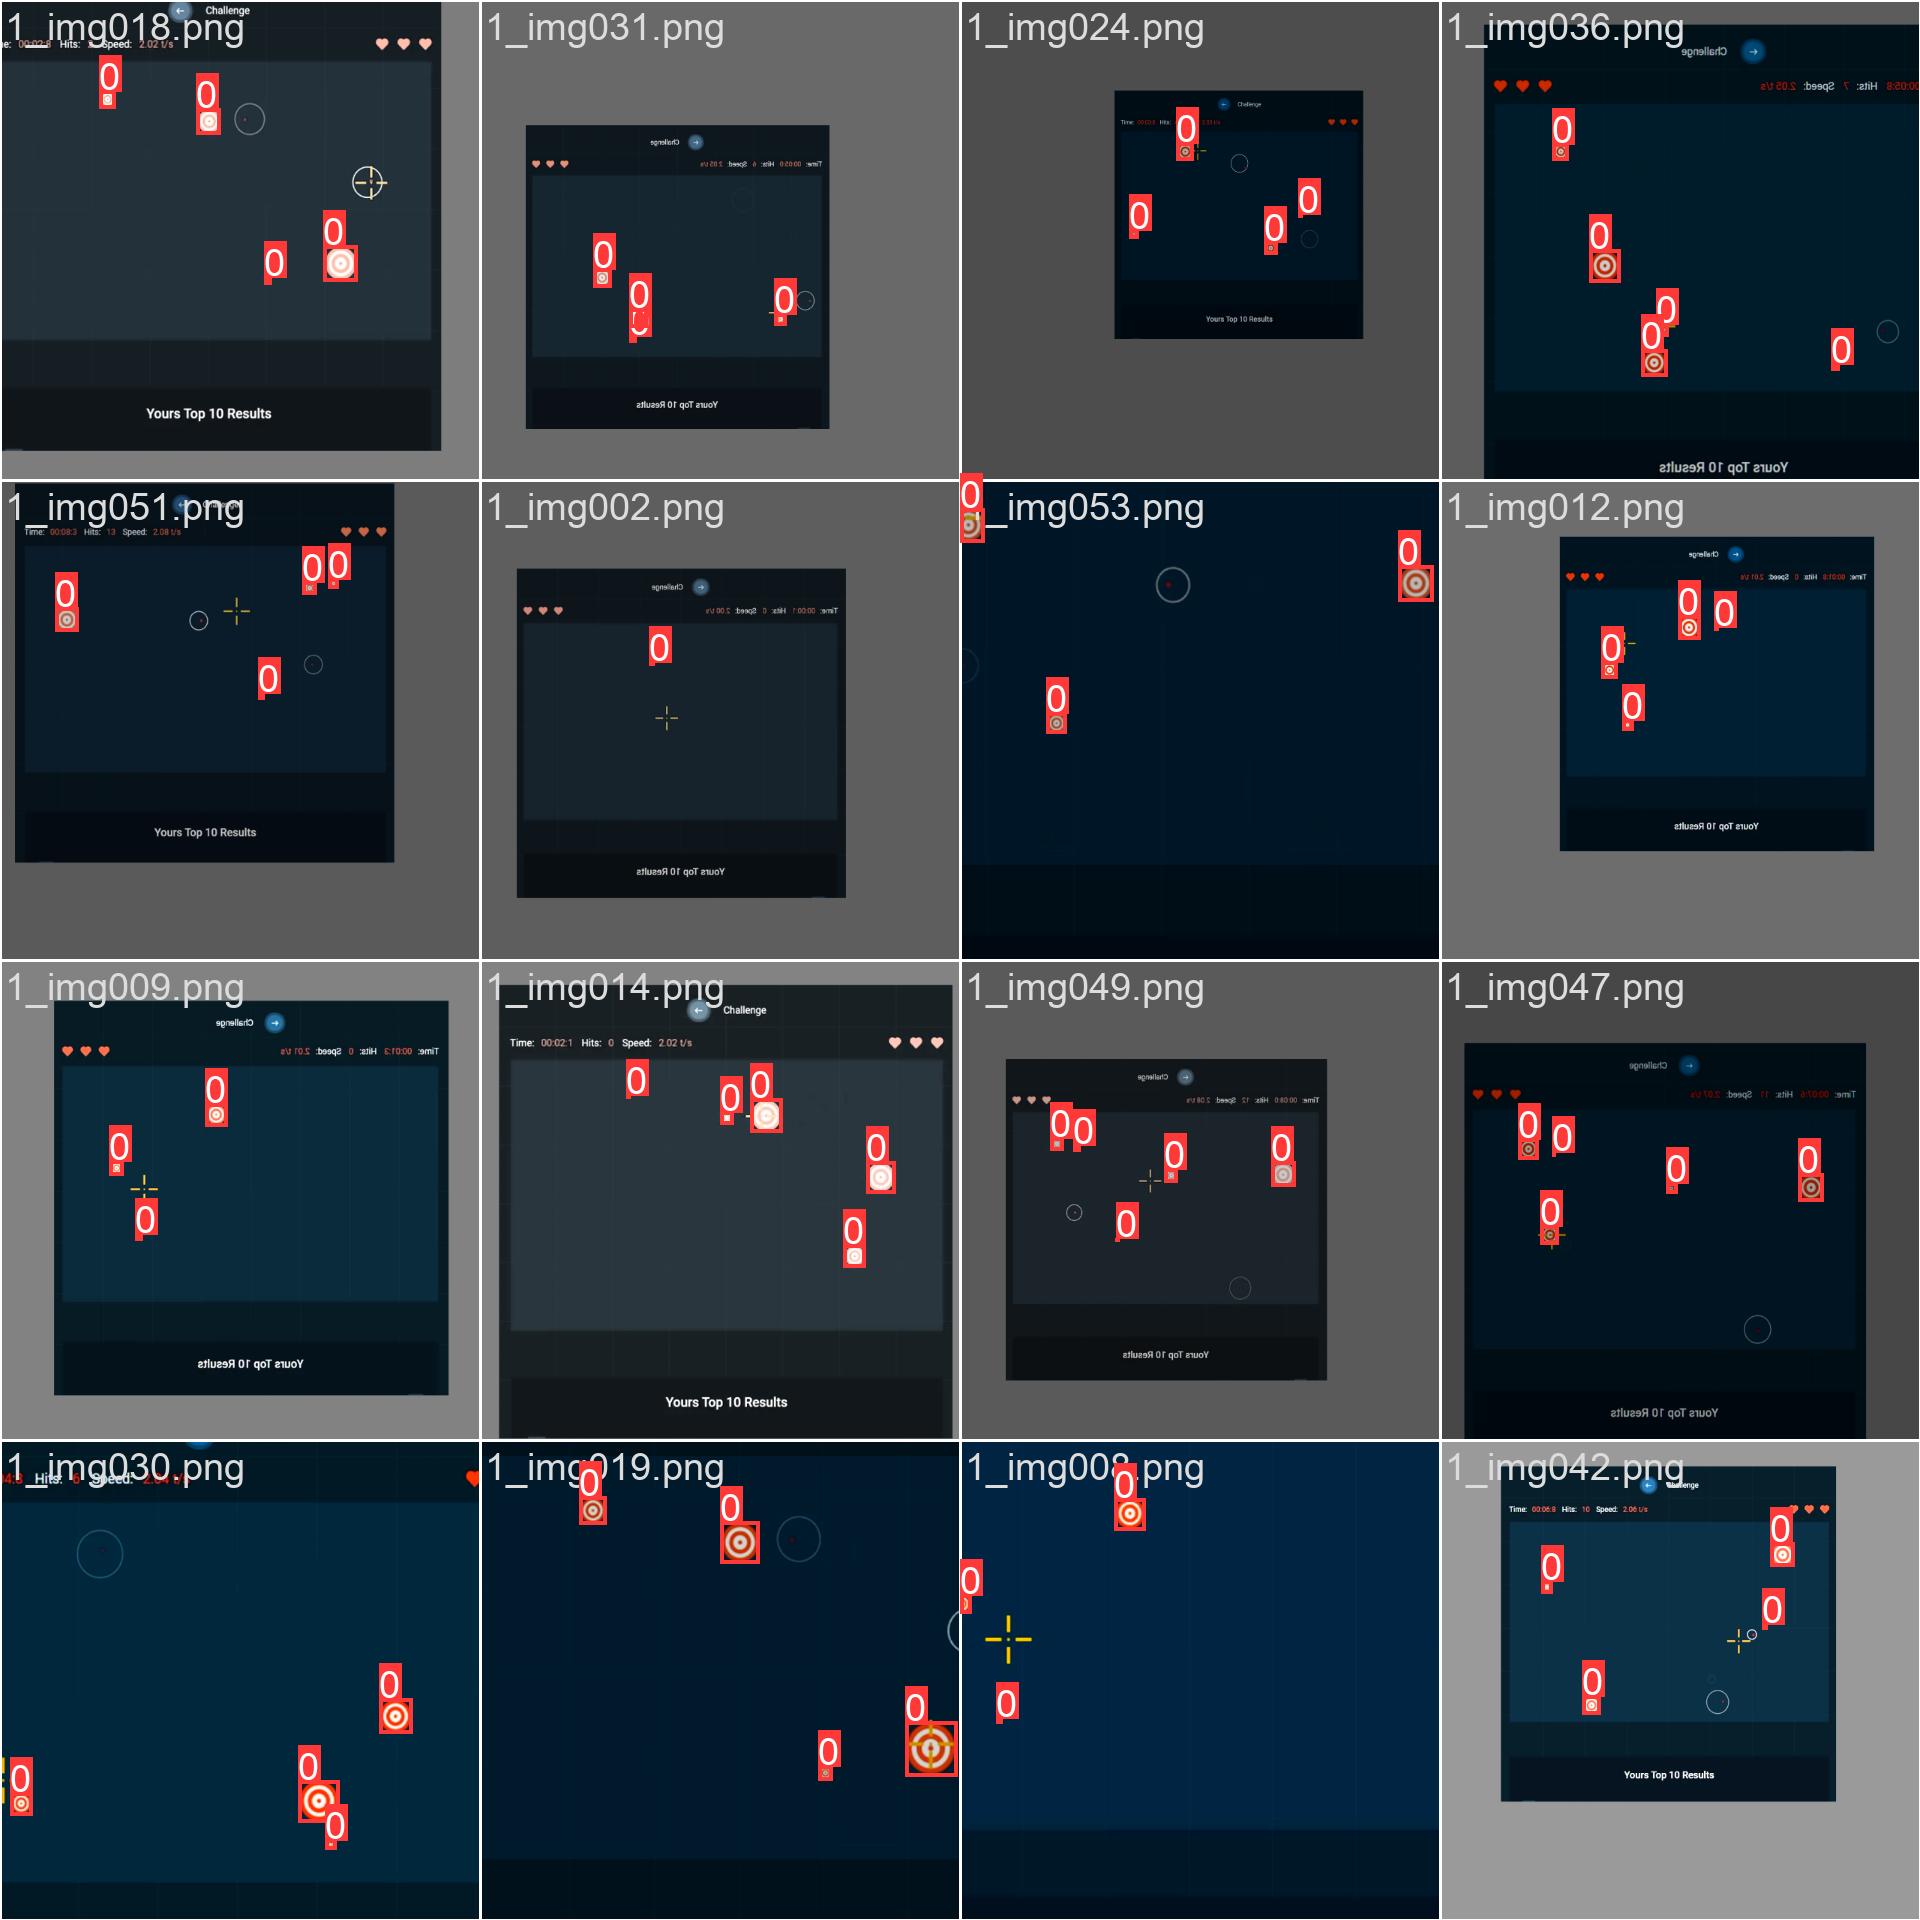 1_img018.png
Challenge
Hits: Speed: 2.02 t/s
0
0
0
0
Yours Top 10 Results
1_img031.png
Challenge
Time: 00:05:0 Hits: 6 Speed: 2.05 t/s
0
0
0
Yours Top 10 Results
1_img024.png
Challenge
Time: Hits:
0
0
0
0
Yours Top 10 Results
1_img036.png
Challenge
00:05:8 Hits: 7 Speed: 2.05 t/s
0
0
0
0
0
Yours Top 10 Results
1_img051.png
Challenge
Time: 00:08:3 Hits: 13 Speed: 2.08 t/s
0
0
0
0
Yours Top 10 Results
1_img002.png
Challenge
Time: 00:00:1 Hits: 0 Speed: 2.00 t/s
0
Yours Top 10 Results
1_img053.png
0
0
0
1_img012.png
Challenge
Time: 00:01:8 Hits: 0 Speed: 2.01 t/s
0
0
0
0
Yours Top 10 Results
1_img009.png
Challenge
Time: 00:01:3 Hits: 0 Speed: 2.01 t/s
0
0
0
Yours Top 10 Results
1_img014.png
Challenge
Time: 00:02:1 Hits: 0 Speed: 2.02 t/s
0
0
0
0
0
Yours Top 10 Results
1_img049.png
Challenge
Time: 00:08:0 Hits: 12 Speed: 2.08 t/s
0
0
0
0
0
Yours Top 10 Results
1_img047.png
Challenge
Time: 00:07:6 Hits: 11 Speed: 2.07 t/s
0
0
0
0
0
Yours Top 10 Results
1_img030.png
Hits: 6 Speed: 2.04 t/s
0
0
0
0
1_img019.png
0
0
0
0
1_img008.png
0
0
0
1_img042.png
Challenge
Time: 00:06:8 Hits: 10 Speed: 2.06 t/s
0
0
0
0
Yours Top 10 Results